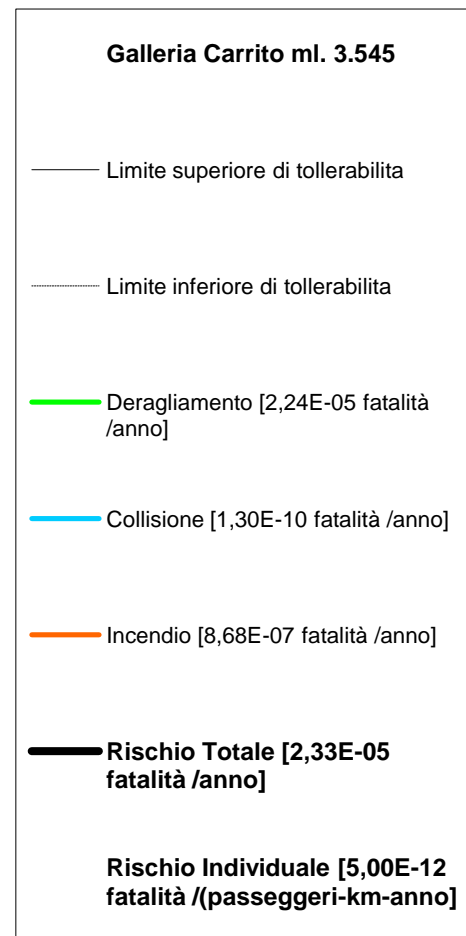 Galleria Carrito ml. 3.545
Limite superiore di tollerabilita
Limite inferiore di tollerabilita
Deragliamento [2,24E-05 fatalità
/anno]
Collisione [1,30E-10 fatalità /anno]
Incendio [8,68E-07 fatalità /anno]
Rischio Totale [2,33E-05
fatalità /anno]
Rischio Individuale [5,00E-12
fatalità /(passeggeri-km-anno]